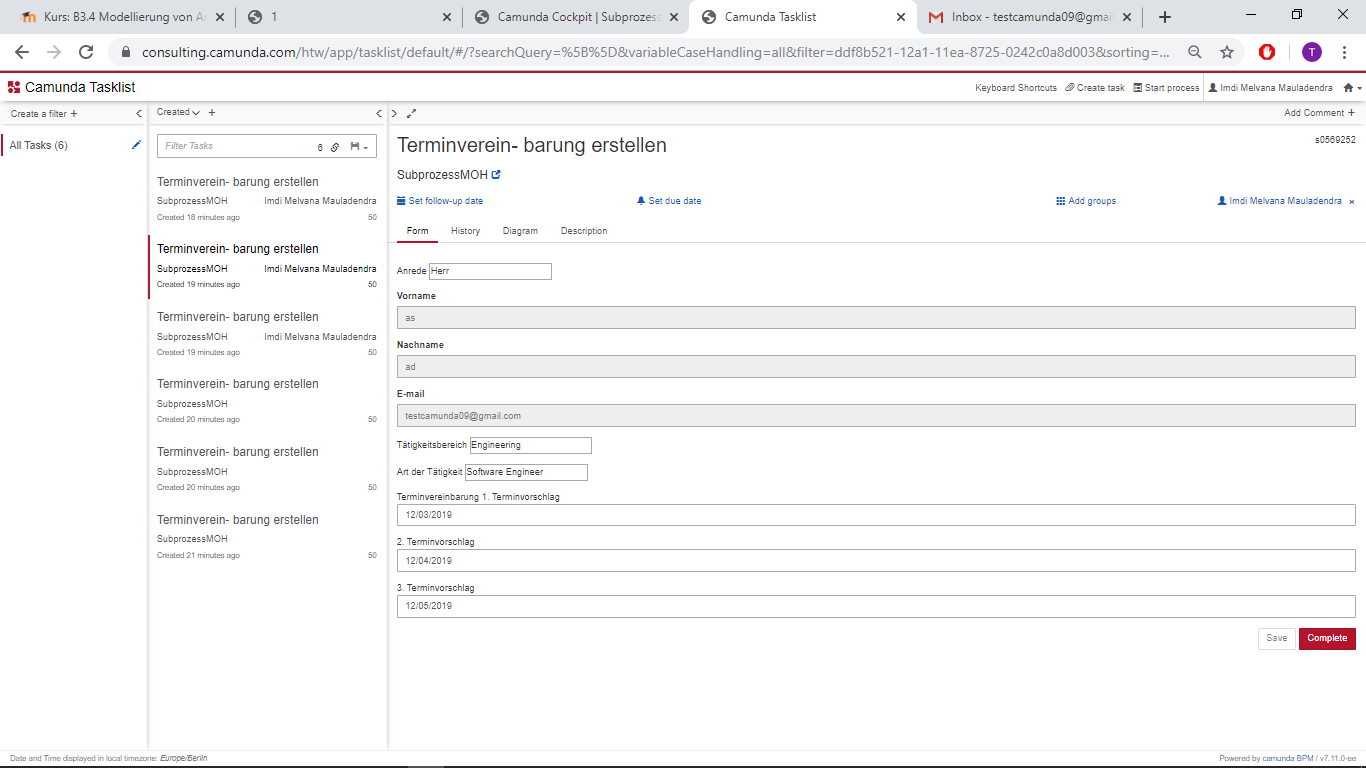 Kurs: B3.4 Modellierung von A
1
Camunda Cockpit | Subprozess
Camunda Tasklist
Inbox - testcamunda09@gmai
consulting.camunda.com/htw/app/tasklist/default/#/?searchQuery=%5B%5D&variableCaseHandling=all&filter=ddf8b521-12a1-11ea-8725-0242c0a8d003&sorting=...
T
Camunda Tasklist
Keyboard Shortcuts Create task Start process Imdi Melvana Mauladendra
Create a filter +
Created +
Add Comment +
All Tasks (6)
Filter Tasks 6
Terminverein- barung erstellen
SubprozessMOH Imdi Melvana Mauladendra
Created 18 minutes ago 50
Terminverein- barung erstellen
SubprozessMOH Imdi Melvana Mauladendra
Created 19 minutes ago 50
Terminverein- barung erstellen
SubprozessMOH Imdi Melvana Mauladendra
Created 19 minutes ago 50
Terminverein- barung erstellen
SubprozessMOH
Created 20 minutes ago 50
Terminverein- barung erstellen
SubprozessMOH
Created 20 minutes ago 50
Terminverein- barung erstellen
SubprozessMOH
Created 21 minutes ago 50
Terminverein- barung erstellen
s0569252
SubprozessMOH
Set follow-up date Set due date Add groups Imdi Melvana Mauladendra ×
Form History Diagram Description
Anrede Herr
Vorname
as
Nachname
ad
E-mail
testcamunda09@gmail.com
Tätigkeitsbereich Engineering
Art der Tätigkeit Software Engineer
Terminvereinbarung 1. Terminvorschlag
12/03/2019
2. Terminvorschlag
12/04/2019
3. Terminvorschlag
12/05/2019
Save Complete
Date and Time displayed in local timezone: Europe/Berlin
Powered by camunda BPM / v7.11.0-ee